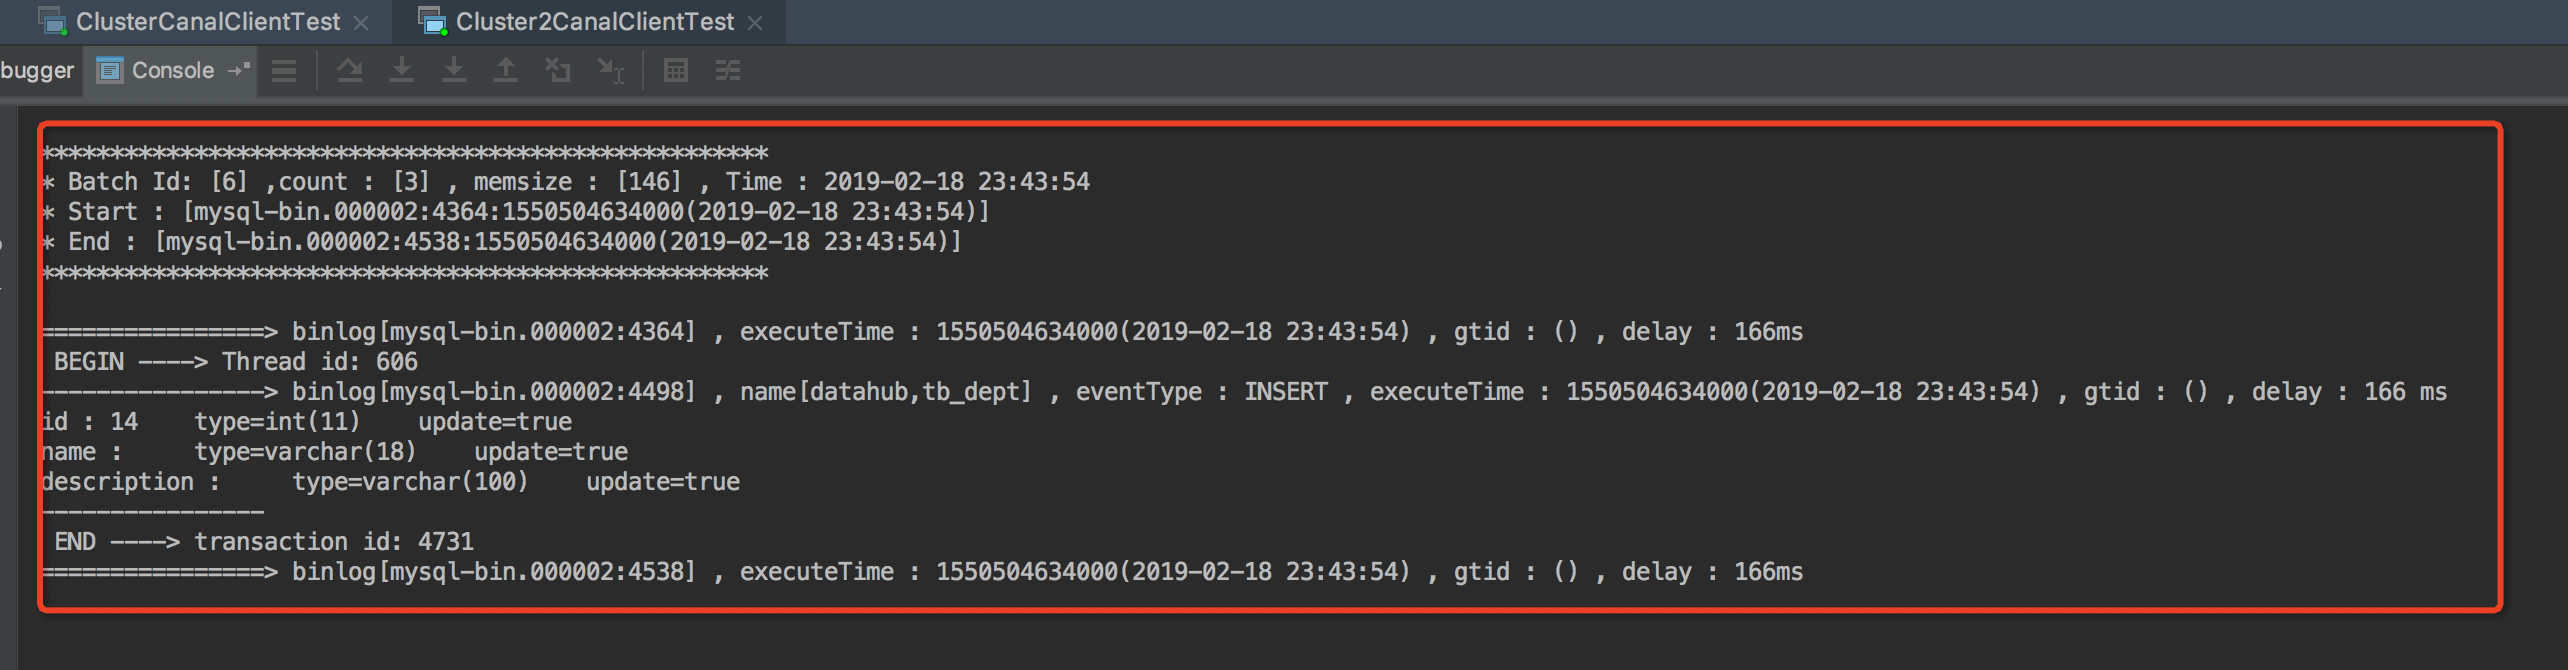 ClusterCanalClientTest Cluster2CanalClientTest
bugger Console
****************************************************
* Batch Id: [6] ,count : [3] , memsize : [146] , Time : 2019-02-18 23:43:54
* Start : [mysql-bin.000002:4364:1550504634000(2019-02-18 23:43:54)]
* End : [mysql-bin.000002:4538:1550504634000(2019-02-18 23:43:54)]
****************************************************
================> binlog[mysql-bin.000002:4364] , executeTime : 1550504634000(2019-02-18 23:43:54) , gtid : () , delay : 166ms
BEGIN ----> Thread id: 606
----------------> binlog[mysql-bin.000002:4498] , name[datahub,tb_dept] , eventType : INSERT , executeTime : 1550504634000(2019-02-18 23:43:54) , gtid : () , delay : 166 ms
id : 14    type=int(11)    update=true
name :     type=varchar(18)    update=true
description :     type=varchar(100)    update=true
----------------
END ----> transaction id: 4731
================> binlog[mysql-bin.000002:4538] , executeTime : 1550504634000(2019-02-18 23:43:54) , gtid : () , delay : 166ms